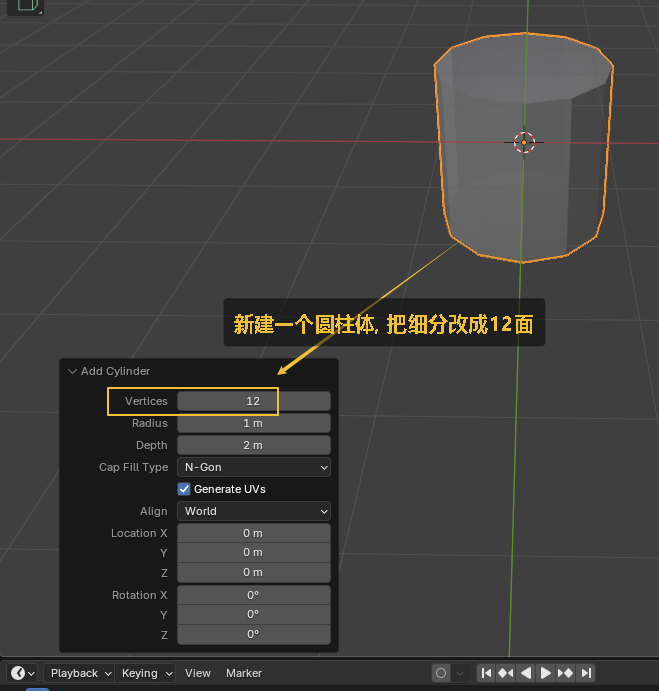 新建一个圆柱体, 把细分改成12面
Add Cylinder
Vertices 12
Radius 1 m
Depth 2 m
Cap Fill Type N-Gon
Generate UVs
Align World
Location X 0 m
Y 0 m
Z 0 m
Rotation X 0°
Y 0°
Z 0°
Playback Keying View Marker